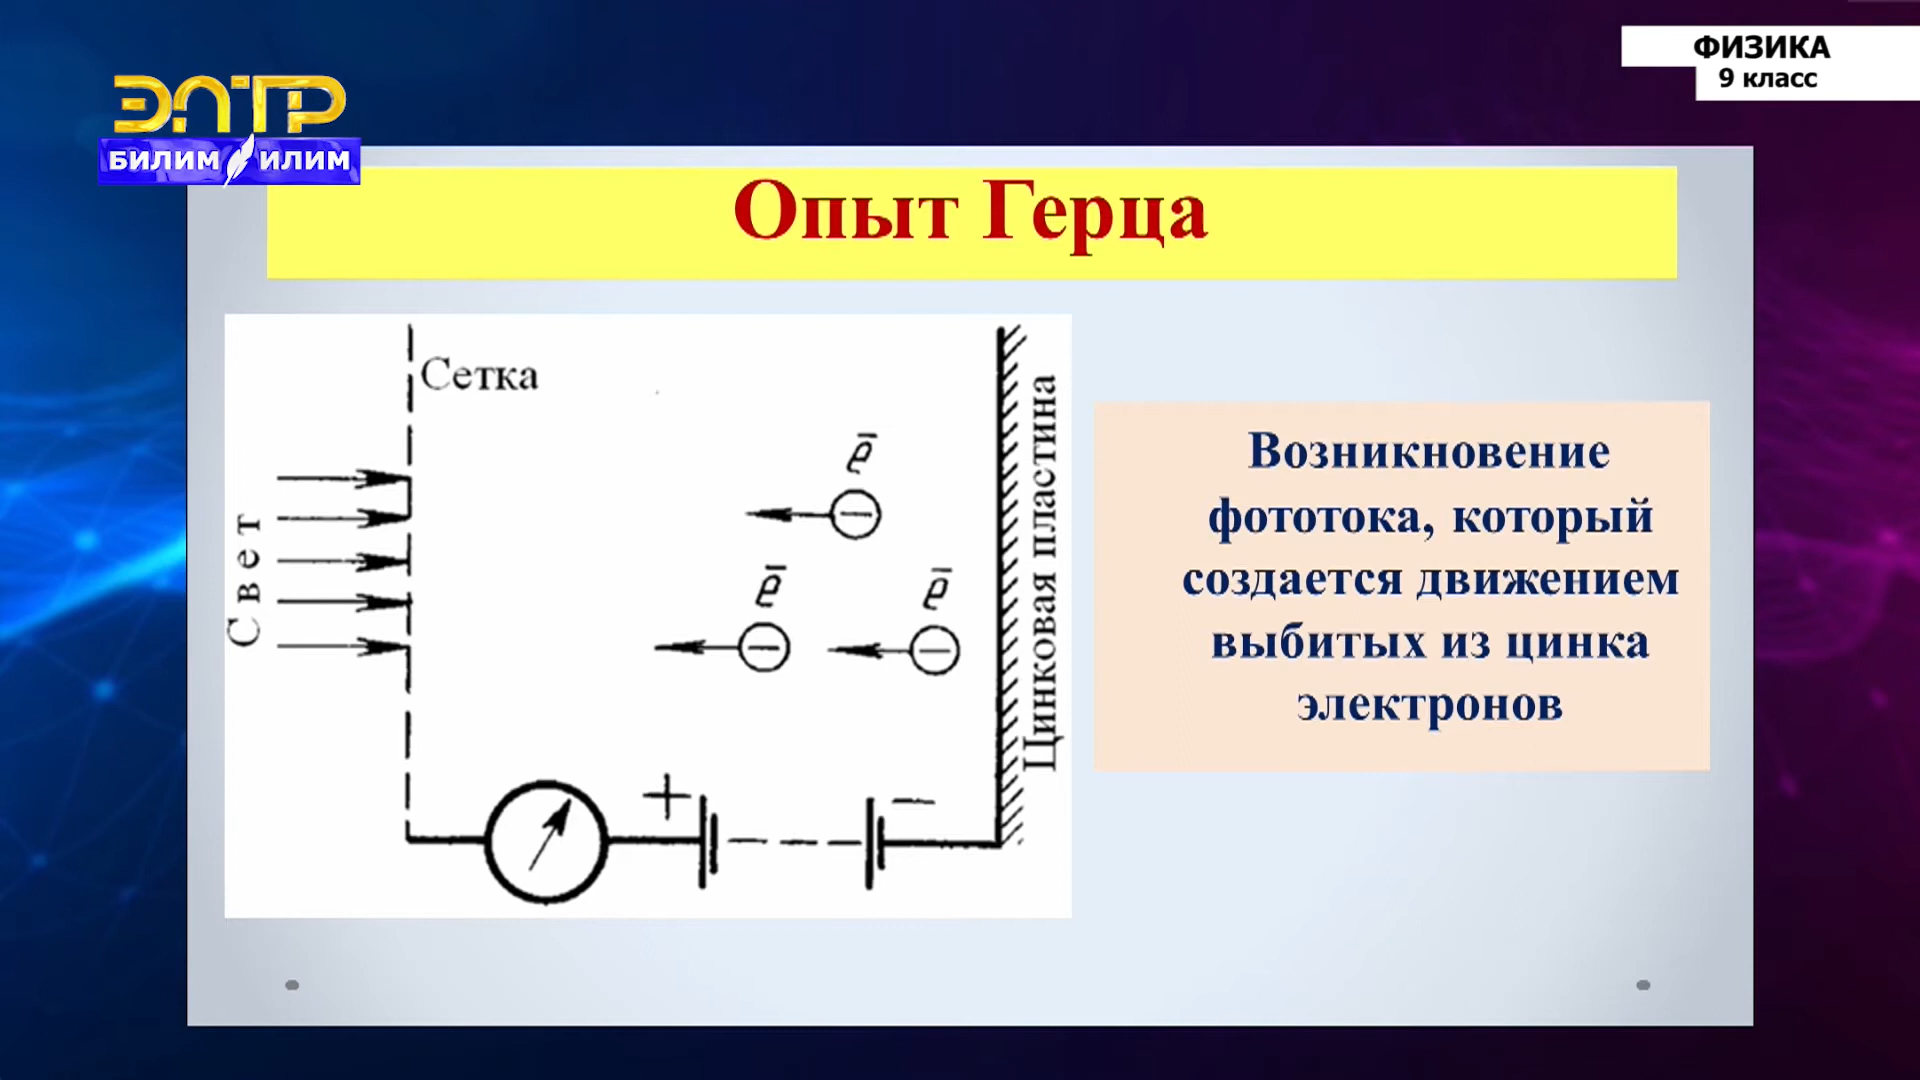 ФИЗИКА
9 класс
ЭЛТР
БИЛИМ ИЛИМ
Опыт Герца
Сетка
Свет
ē
ē
ē
Цинковая пластина
+
−
Возникновение
фототока, который
создается движением
выбитых из цинка
электронов